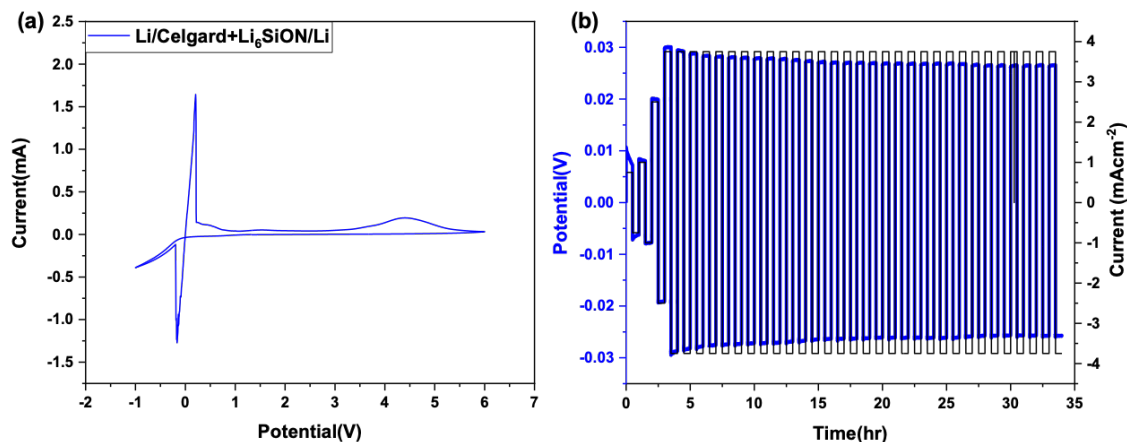 (a)
Li/Celgard+Li₆SiON/Li
2.5
2.0
1.5
1.0
0.5
0.0
-0.5
-1.0
-1.5
Current(mA)
-2 -1 0 1 2 3 4 5 6 7
Potential(V)
(b)
0.03
0.02
0.01
0.00
-0.01
-0.02
-0.03
Potential(V)
4
3
2
1
0
-1
-2
-3
-4
Current (mAcm⁻²)
0 5 10 15 20 25 30 35
Time(hr)